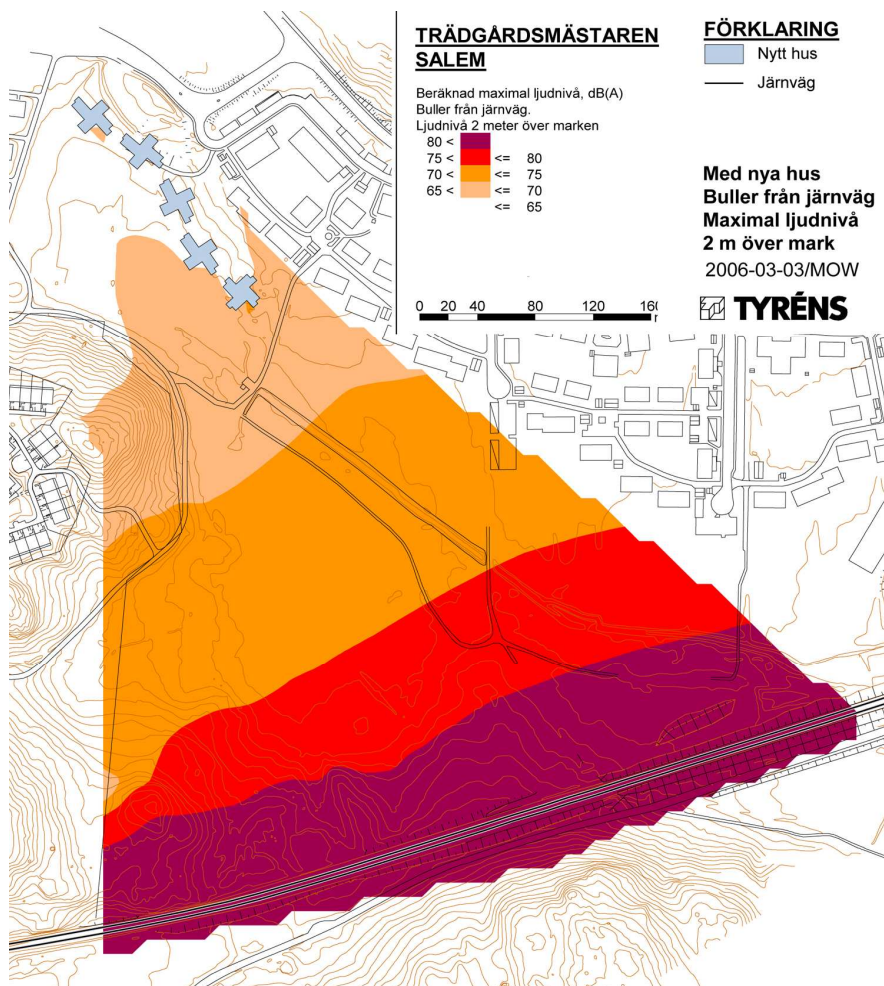 TRÄDGÅRDSMÄSTAREN
SALEM
Beräknad maximal ljudnivå, dB(A)
Buller från järnväg.
Ljudnivå 2 meter över marken
80 <
75 < <= 80
70 < <= 75
65 < <= 70
<= 65
0 20 40 80 120 160
FÖRKLARING
Nytt hus
Järnväg
Med nya hus
Buller från järnväg
Maximal ljudnivå
2 m över mark
2006-03-03/MOW
TYRÉNS